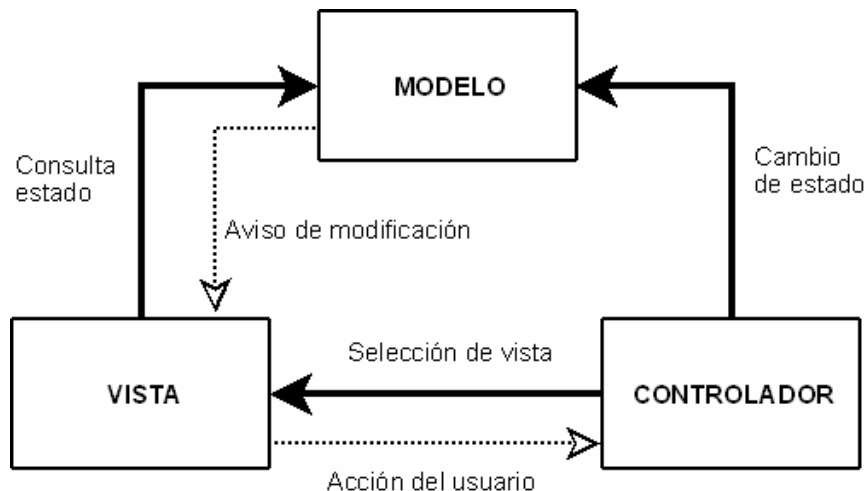 MODELO
Consulta
estado
Cambio
de estado
Aviso de modificación
Selección de vista
VISTA
CONTROLADOR
Acción del usuario